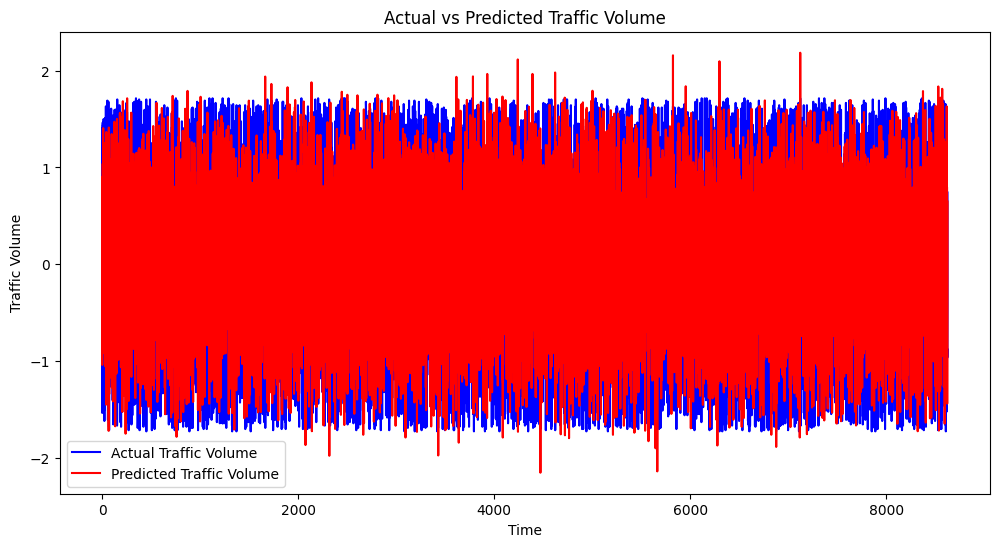 Actual vs Predicted Traffic Volume
2
1
0
−1
−2
Traffic Volume
Actual Traffic Volume
Predicted Traffic Volume
0 2000 4000 6000 8000
Time